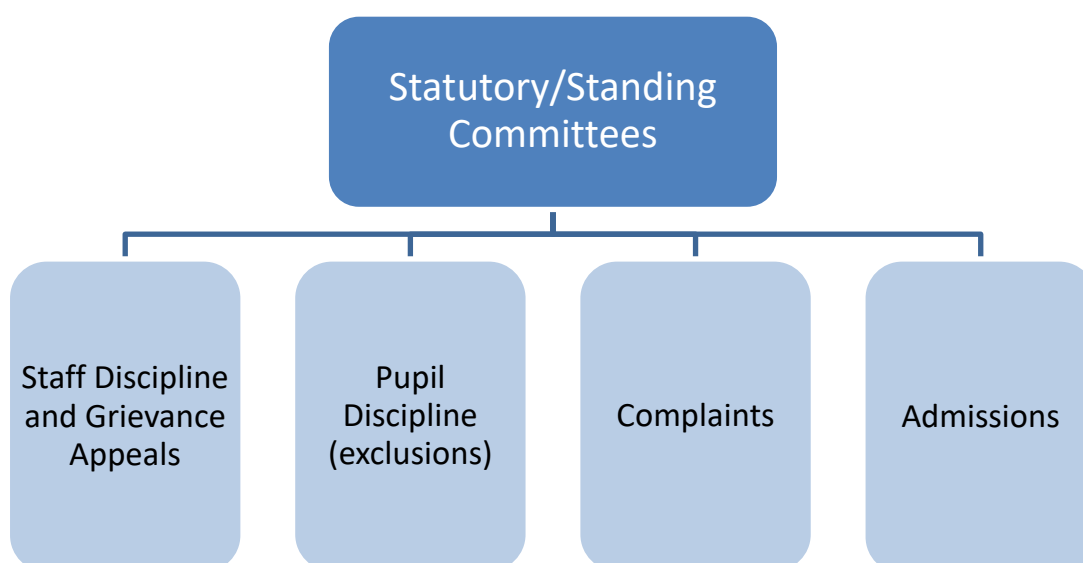 Statutory/Standing
Committees
Staff Discipline
and Grievance
Appeals
Pupil
Discipline
(exclusions)
Complaints
Admissions